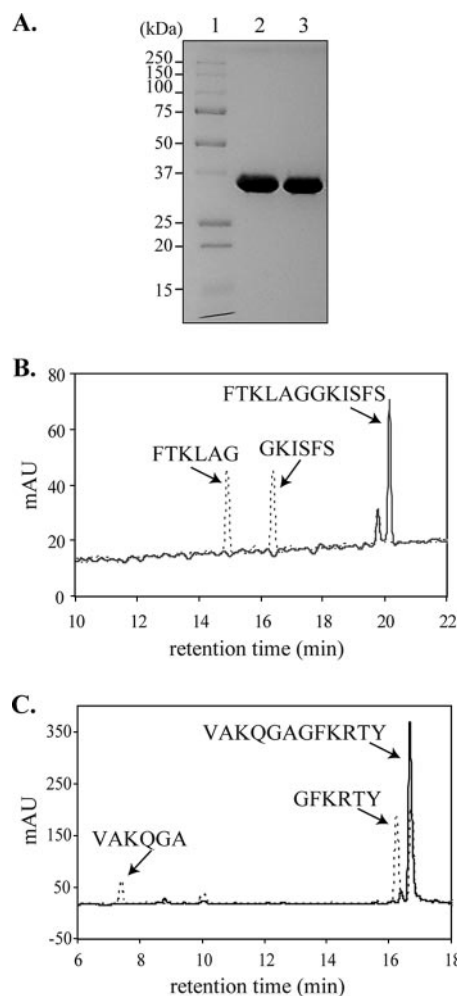 A.
(kDa) 1 2 3
250
150
100
75
50
37
25
20
15
B.
80
60
40
20
0
mAU
FTKLAGGKISFS
FTKLAG
GKISFS
10 12 14 16 18 20 22
retention time (min)
C.
350
250
150
50
-50
mAU
VAKQGAGFKRTY
GFKRTY
VAKQGA
6 8 10 12 14 16 18
retention time (min)